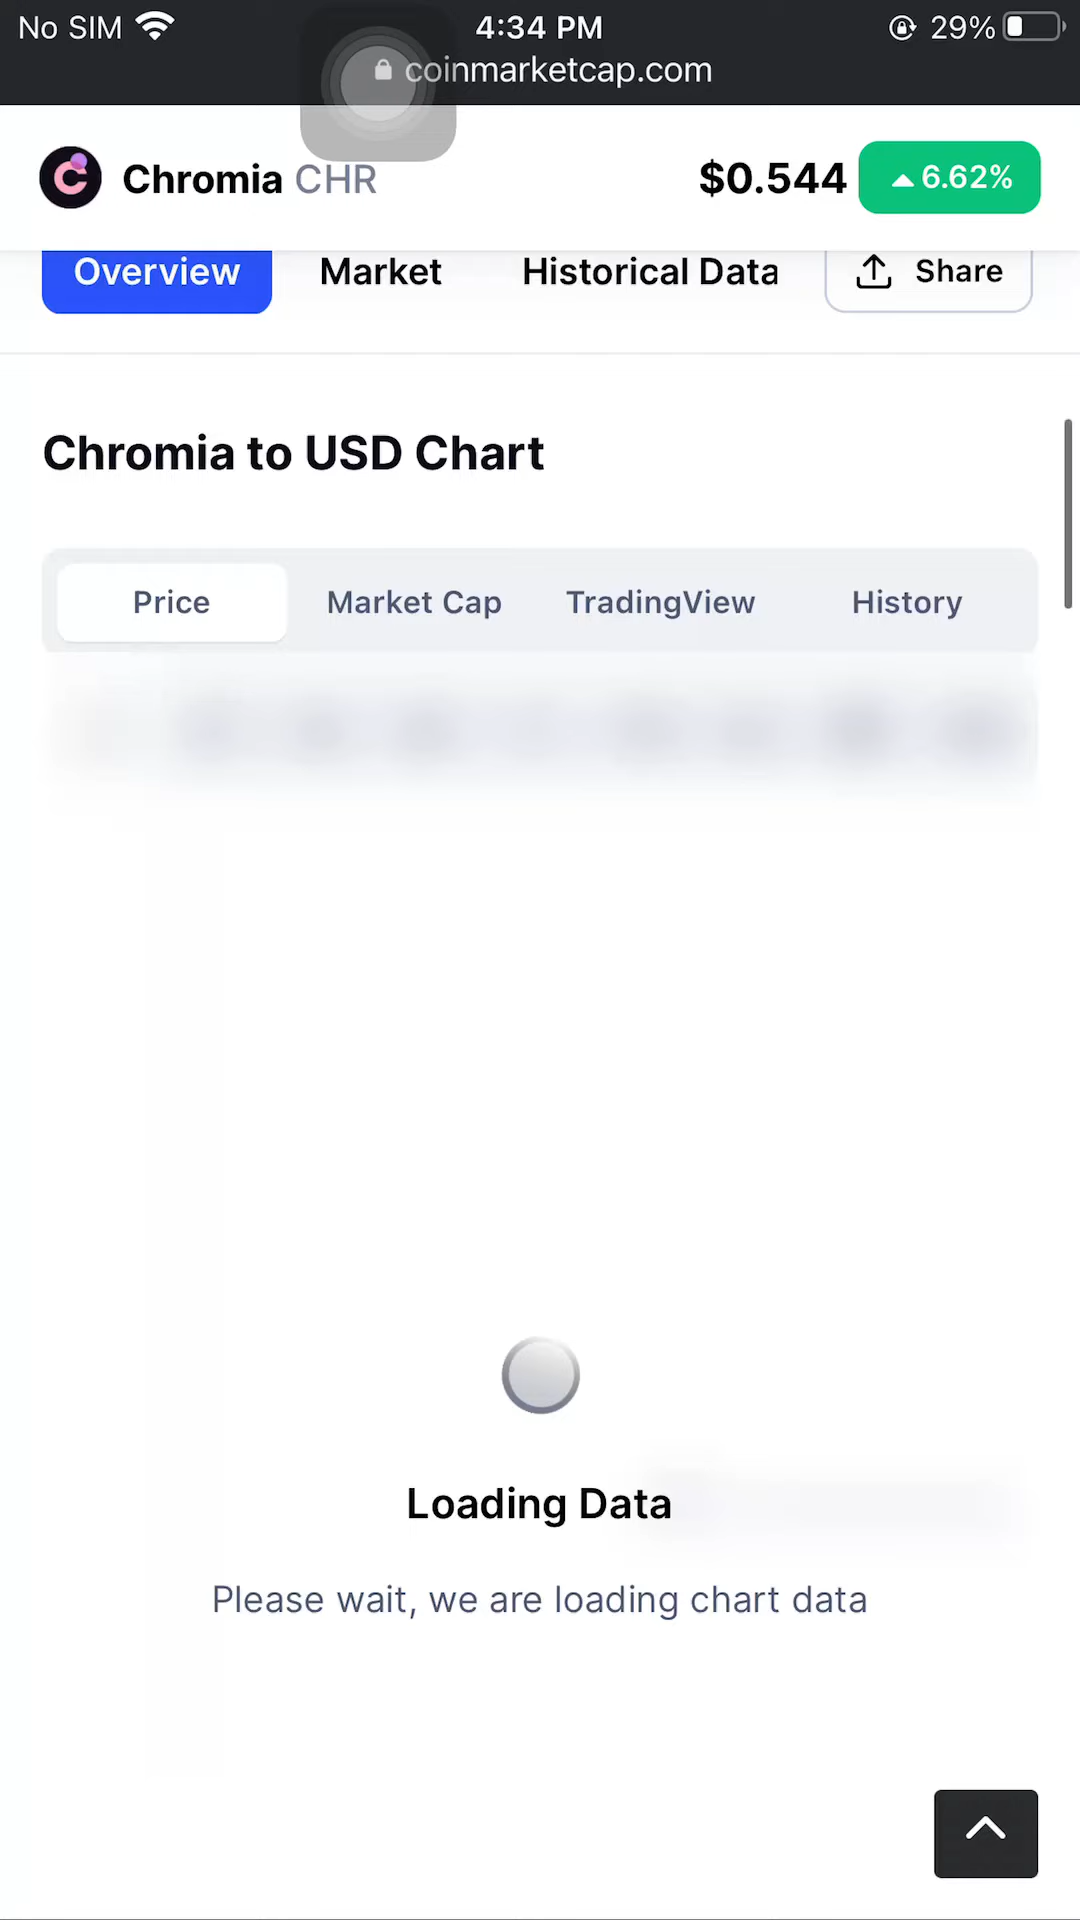 No SIM 4:34 PM 29%
coinmarketcap.com
Chromia CHR $0.544 6.62%
Overview Market Historical Data Share
Chromia to USD Chart
Price Market Cap TradingView History
Loading Data
Please wait, we are loading chart data